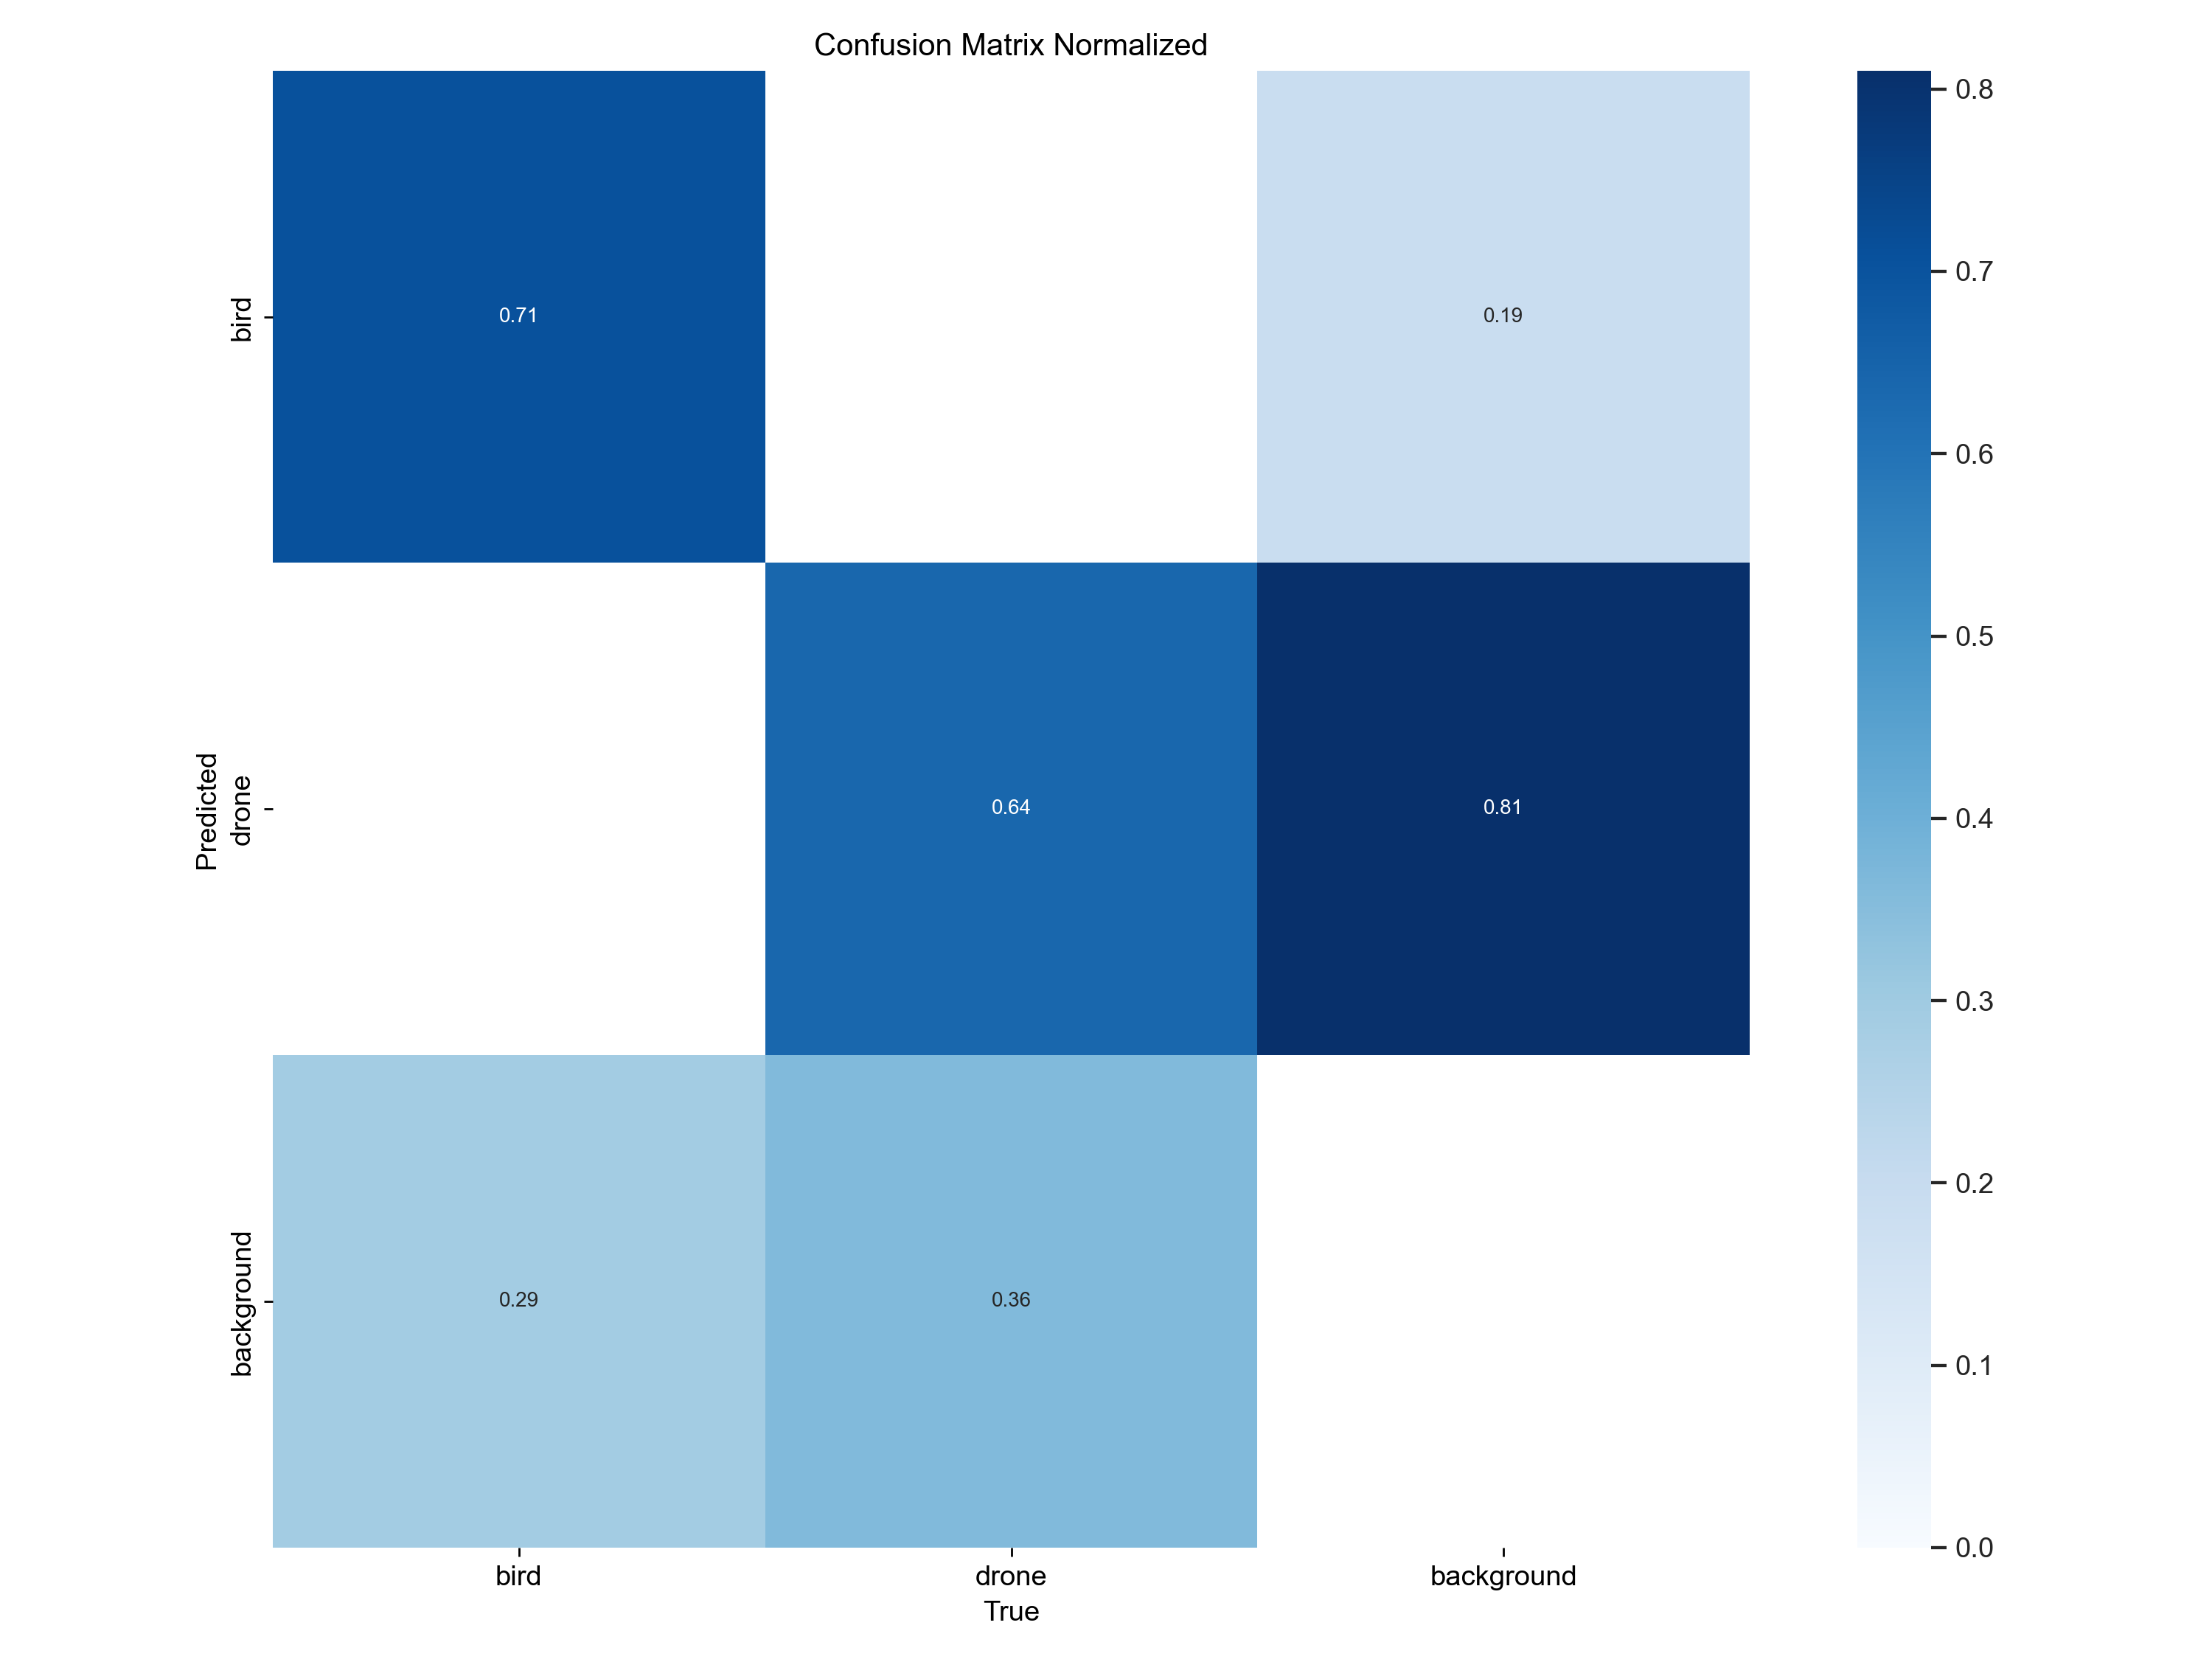 Confusion Matrix Normalized
bird
0.71
0.19
Predicted
drone
0.64
0.81
background
0.29
0.36
bird
drone
background
True
0.8
0.7
0.6
0.5
0.4
0.3
0.2
0.1
0.0